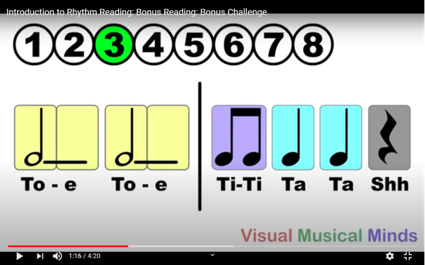 Introduction to Rhythm Reading: Bonus Reading: Bonus Challenge
1 2 3 4 5 6 7 8
To - e To - e Ti-Ti Ta Ta Shh
Visual Musical Minds
1:16 / 4:20